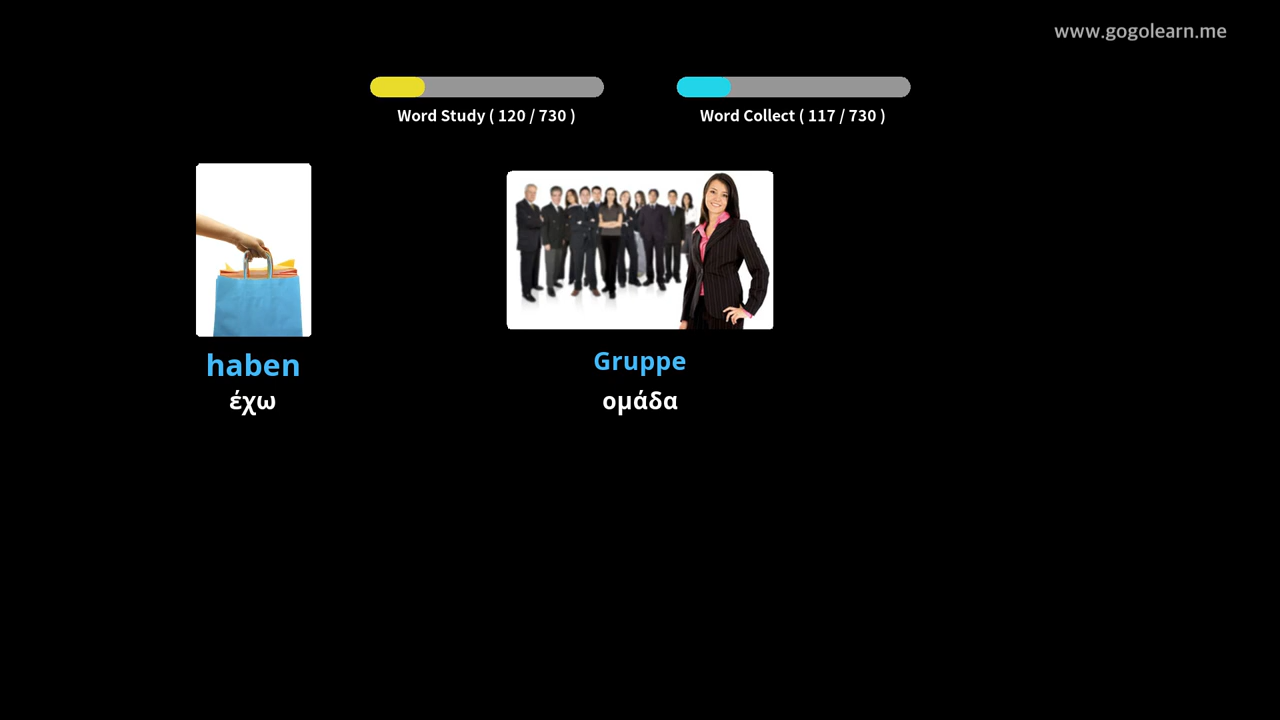 www.gogolearn.me
Word Study ( 120 / 730 )
Word Collect ( 117 / 730 )
haben
έχω
Gruppe
ομάδα